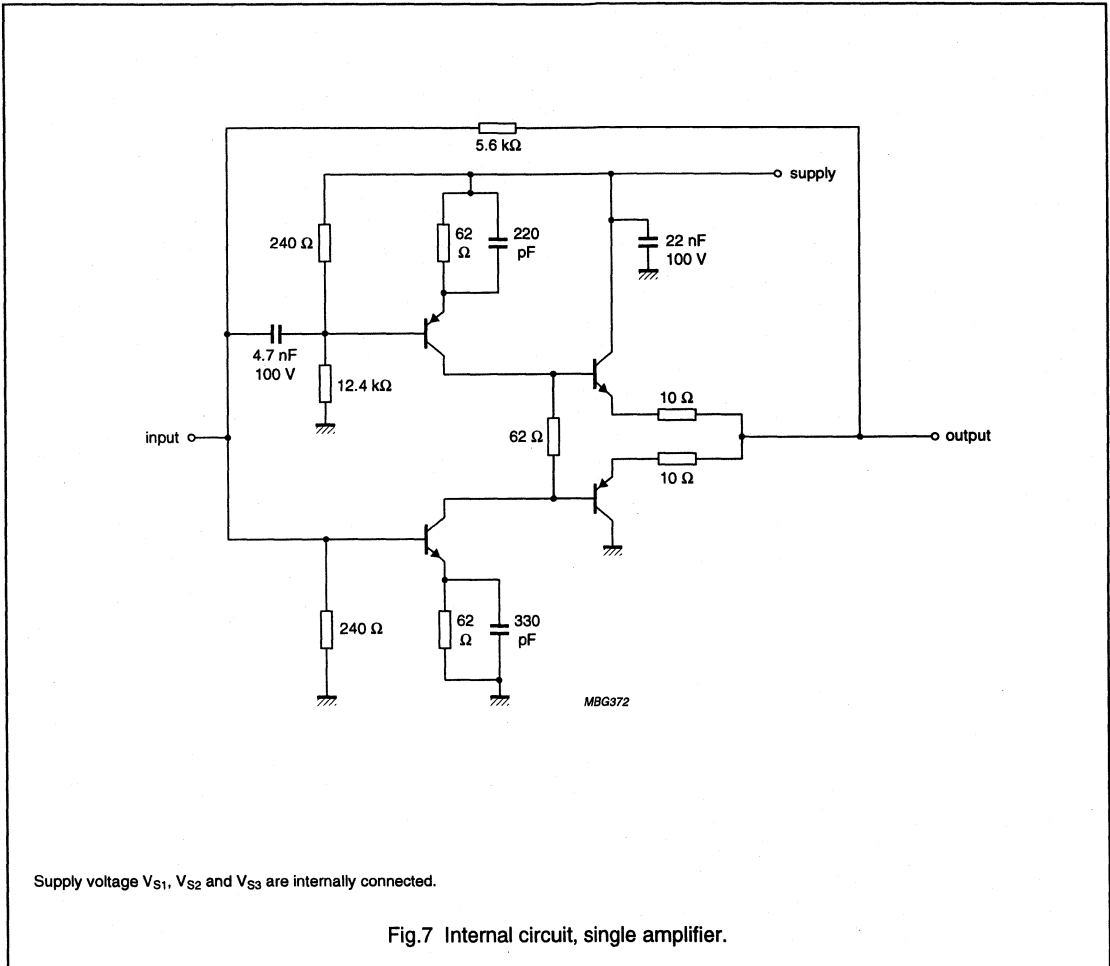 5.6 kΩ
supply
240 Ω
62
Ω
220
pF
22 nF
100 V
4.7 nF
100 V
12.4 kΩ
10 Ω
input
62 Ω
output
10 Ω
240 Ω
62
Ω
330
pF
MBG372
Supply voltage VS1, VS2 and VS3 are internally connected.
Fig.7 Internal circuit, single amplifier.